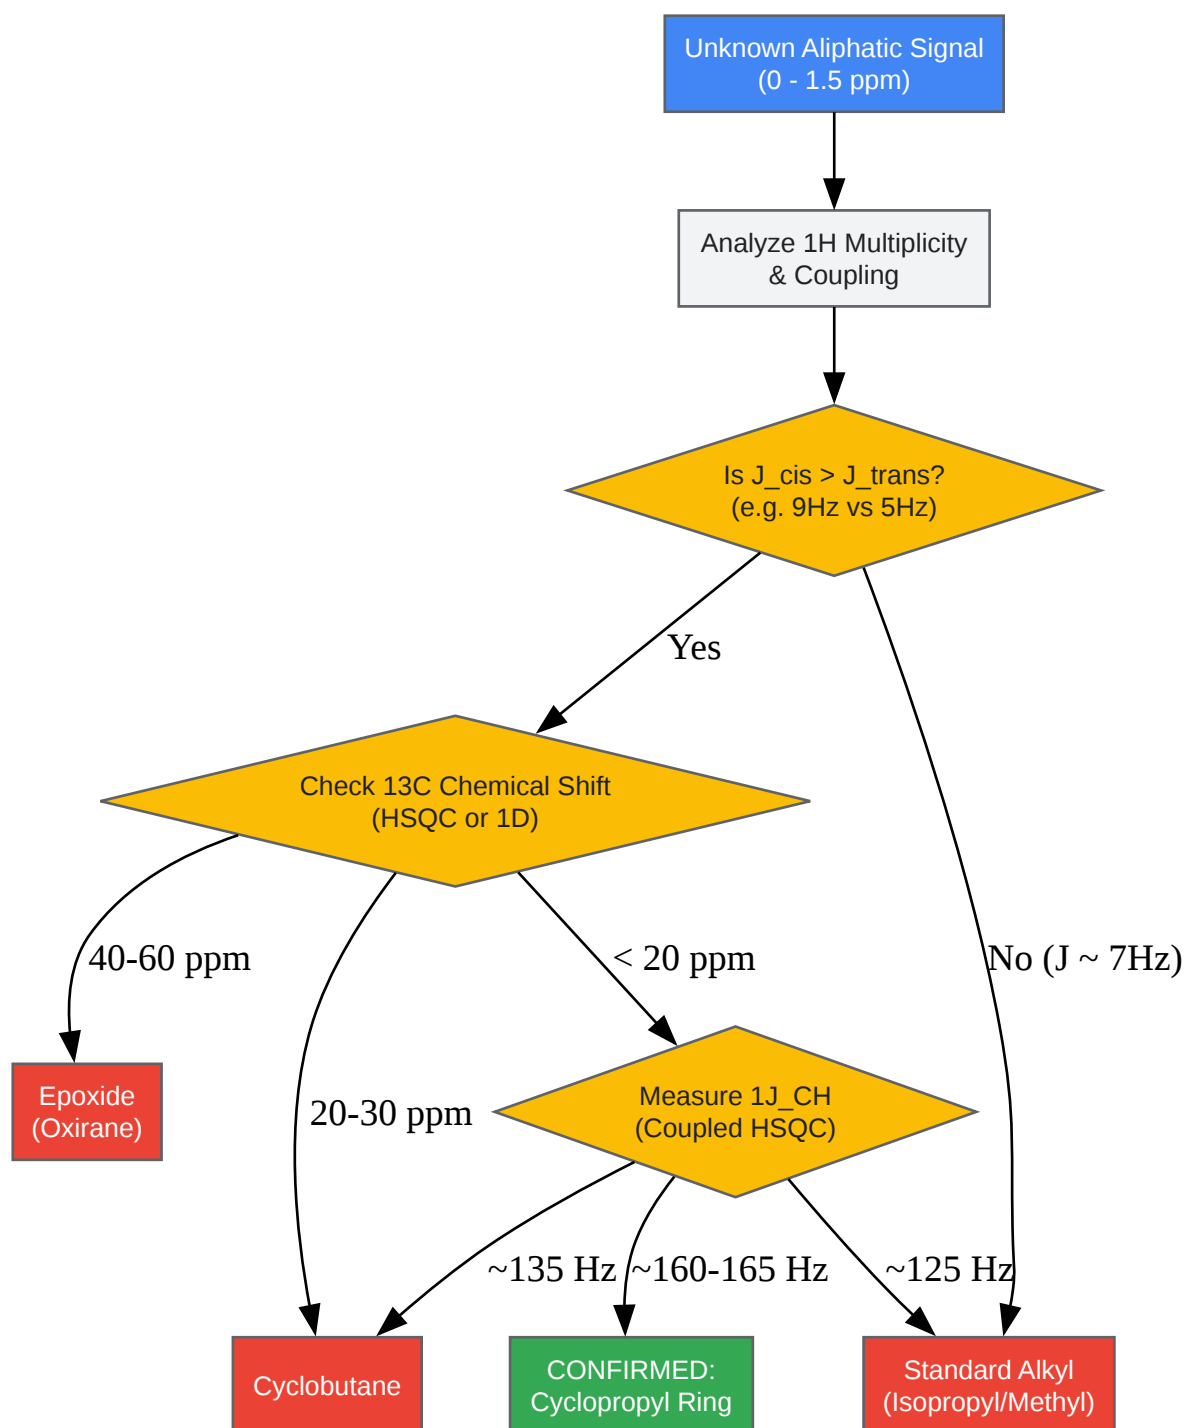 Unknown Aliphatic Signal
(0 - 1.5 ppm)
Analyze 1H Multiplicity
& Coupling
Is J_cis > J_trans?
(e.g. 9Hz vs 5Hz)
Yes
Check 13C Chemical Shift
(HSQC or 1D)
40-60 ppm
< 20 ppm
No (J ~ 7Hz)
Epoxide
(Oxirane)
20-30 ppm
Measure 1J_CH
(Coupled HSQC)
~135 Hz
~160-165 Hz
~125 Hz
Cyclobutane
CONFIRMED:
Cyclopropyl Ring
Standard Alkyl
(Isopropyl/Methyl)